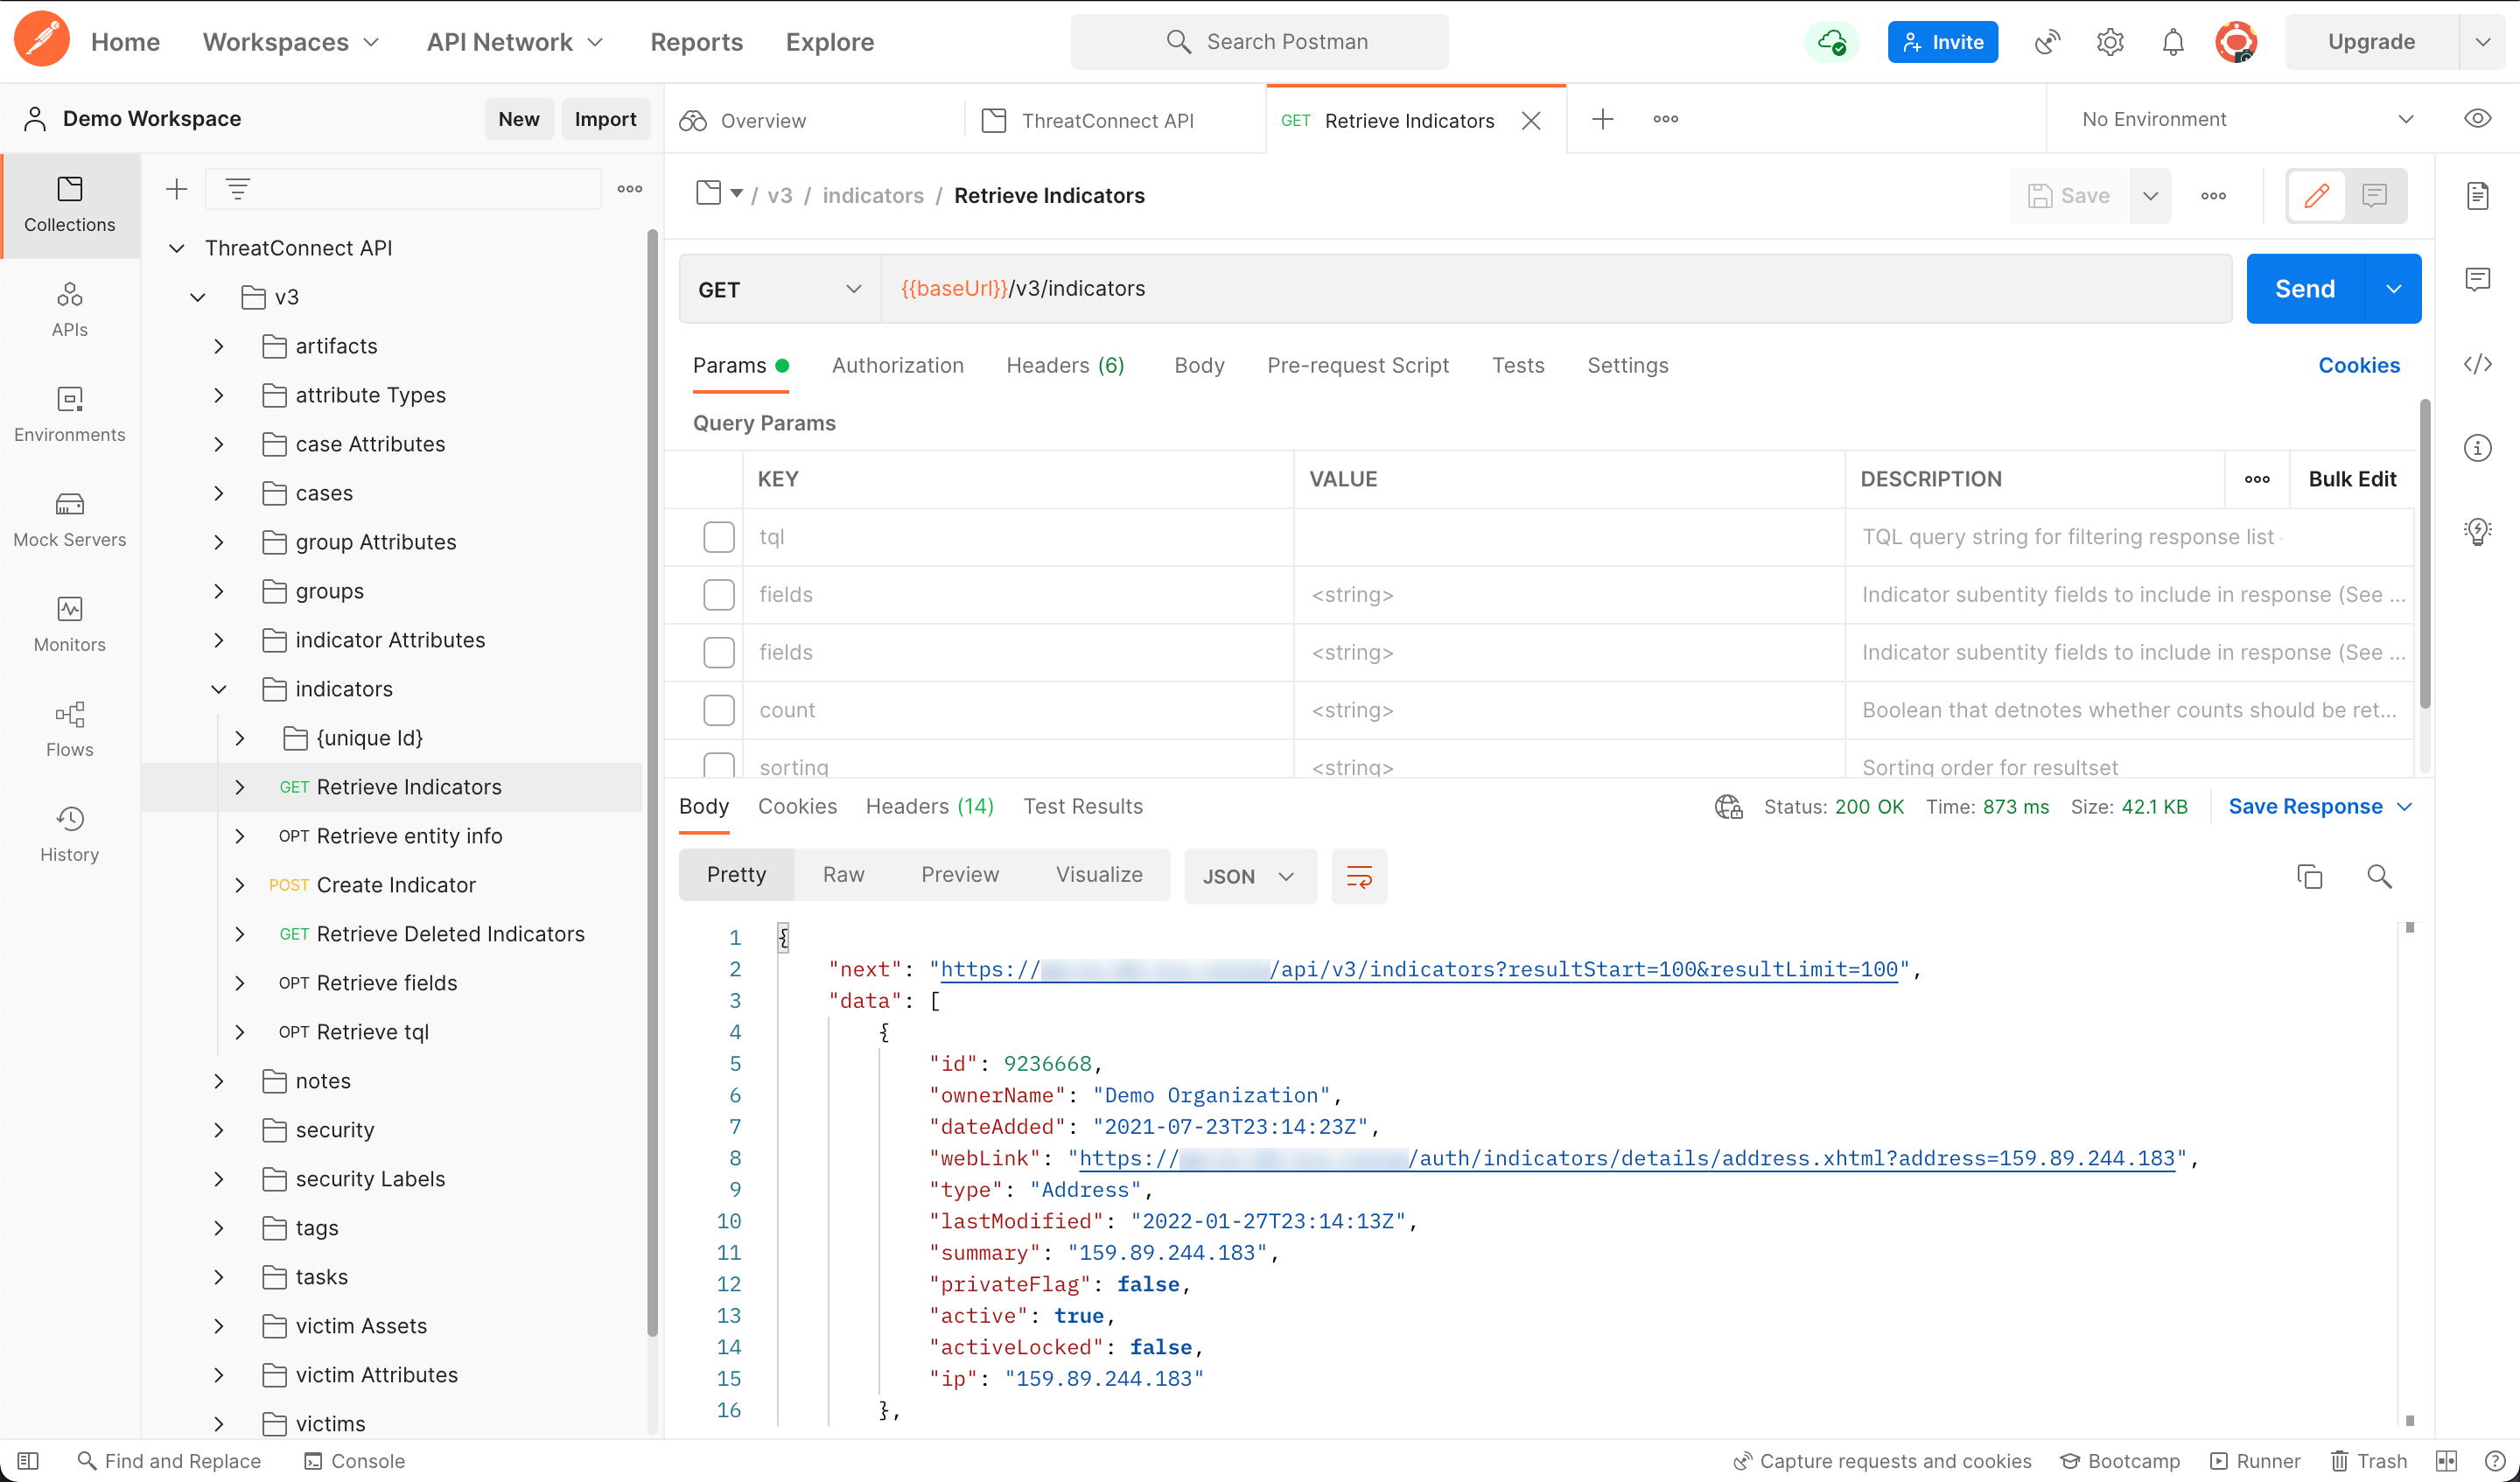 Home Workspaces API Network Reports Explore Search Postman Invite Upgrade
Demo Workspace New Import Overview ThreatConnect API GET Retrieve Indicators No Environment
Collections
APIs
Environments
Mock Servers
Monitors
Flows
History
ThreatConnect API
v3
artifacts
attribute Types
case Attributes
cases
group Attributes
groups
indicator Attributes
indicators
{unique Id}
GET Retrieve Indicators
OPT Retrieve entity info
POST Create Indicator
GET Retrieve Deleted Indicators
OPT Retrieve fields
OPT Retrieve tql
notes
security
security Labels
tags
tasks
victim Assets
victim Attributes
victims
/ v3 / indicators / Retrieve Indicators Save
GET {{baseUrl}}/v3/indicators Send
Params Authorization Headers (6) Body Pre-request Script Tests Settings Cookies
Query Params
KEY VALUE DESCRIPTION Bulk Edit
tql TQL query string for filtering response list
fields <string> Indicator subentity fields to include in response (See ...
fields <string> Indicator subentity fields to include in response (See ...
count <string> Boolean that detnotes whether counts should be ret...
sorting <string> Sorting order for resultset
Body Cookies Headers (14) Test Results Status: 200 OK Time: 873 ms Size: 42.1 KB Save Response
Pretty Raw Preview Visualize JSON
1 {
2 "next": "https:// /api/v3/indicators?resultStart=100&resultLimit=100",
3 "data": [
4 {
5 "id": 9236668,
6 "ownerName": "Demo Organization",
7 "dateAdded": "2021-07-23T23:14:23Z",
8 "webLink": "https:// /auth/indicators/details/address.xhtml?address=159.89.244.183",
9 "type": "Address",
10 "lastModified": "2022-01-27T23:14:13Z",
11 "summary": "159.89.244.183",
12 "privateFlag": false,
13 "active": true,
14 "activeLocked": false,
15 "ip": "159.89.244.183"
16 },
Find and Replace Console Capture requests and cookies Bootcamp Runner Trash